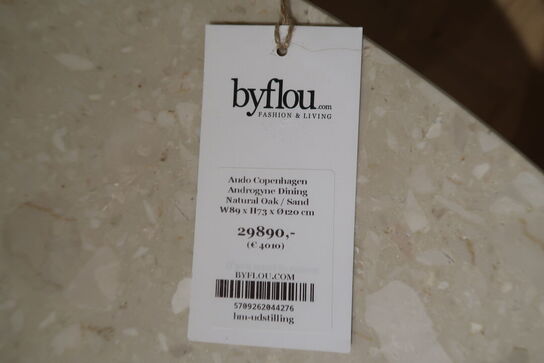 byflou.com
FASHION & LIVING
Audo Copenhagen
Androgyne Dining
Natural Oak / Sand
W89 x H73 x Ø120 cm
29890,-
(€ 4010)
BYFLOU.COM
5709262044276
bm-udstilling